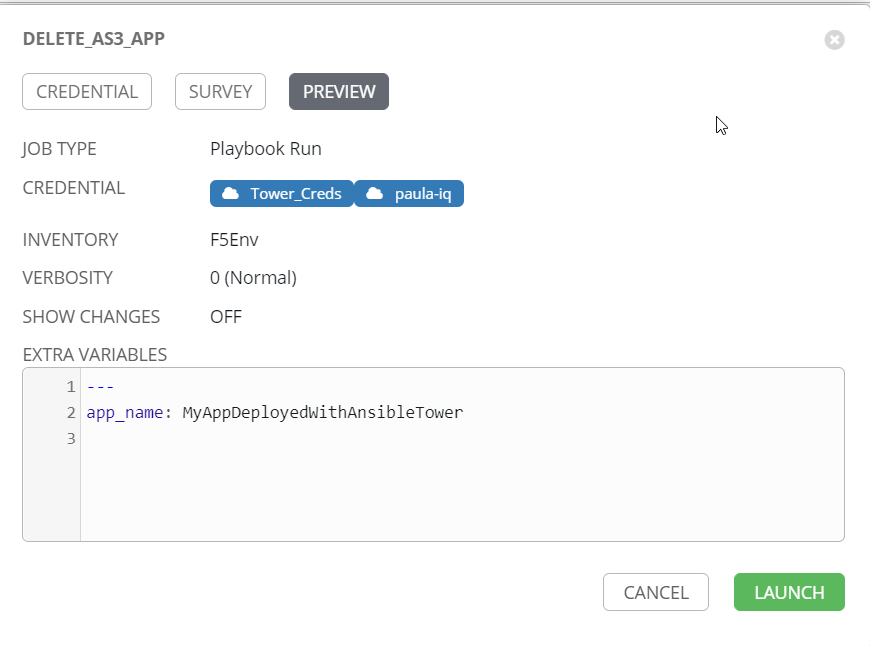 DELETE_AS3_APP
CREDENTIAL SURVEY PREVIEW
JOB TYPE Playbook Run
CREDENTIAL Tower_Creds paula-iq
INVENTORY F5Env
VERBOSITY 0 (Normal)
SHOW CHANGES OFF
EXTRA VARIABLES
1 ---
2 app_name: MyAppDeployedWithAnsibleTower
3
CANCEL LAUNCH